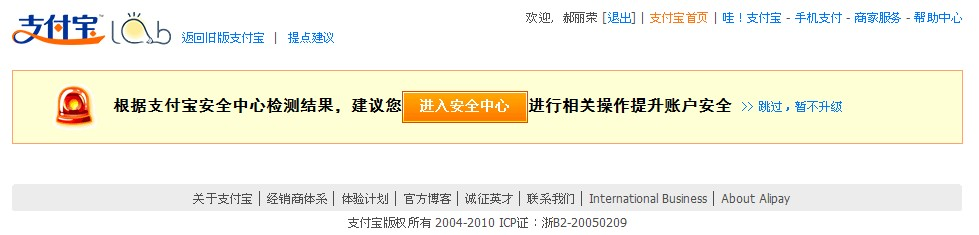 欢迎, 郝丽荣 [退出] | 支付宝首页 | 哇！支付宝 - 手机支付 - 商家服务 - 帮助中心
支付宝™ Lab 返回旧版支付宝 | 提点建议
根据支付宝安全中心检测结果，建议您 进入安全中心 进行相关操作提升账户安全 >> 跳过，暂不升级
关于支付宝 | 经销商体系 | 体验计划 | 官方博客 | 诚征英才 | 联系我们 | International Business | About Alipay
支付宝版权所有 2004-2010 ICP证：浙B2-20050209